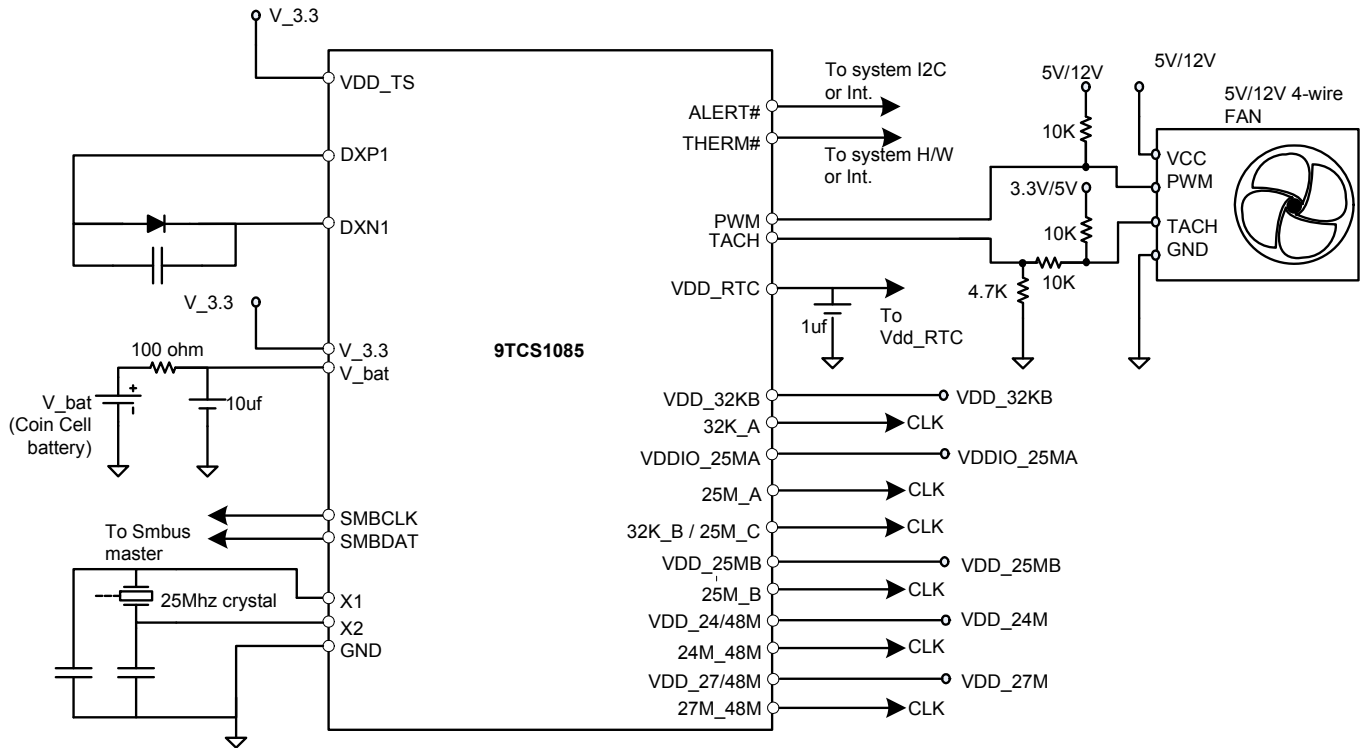 V_3.3
VDD_TS
DXP1
DXN1
V_3.3
V_3.3
100 ohm
V_bat
V_bat
(Coin Cell
battery)
10uf
SMBCLK
SMBDAT
To Smbus
master
25Mhz crystal
X1
X2
GND
9TCS1085
ALERT#
To system I2C
or Int.
THERM#
To system H/W
or Int.
PWM
TACH
VDD_RTC
1uf
To
Vdd_RTC
5V/12V
5V/12V
10K
3.3V/5V
10K
10K
4.7K
5V/12V 4-wire
FAN
VCC
PWM
TACH
GND
VDD_32KB
VDD_32KB
32K_A
CLK
VDDIO_25MA
VDDIO_25MA
25M_A
CLK
32K_B / 25M_C
CLK
VDD_25MB
VDD_25MB
25M_B
CLK
VDD_24/48M
VDD_24M
24M_48M
CLK
VDD_27/48M
VDD_27M
27M_48M
CLK